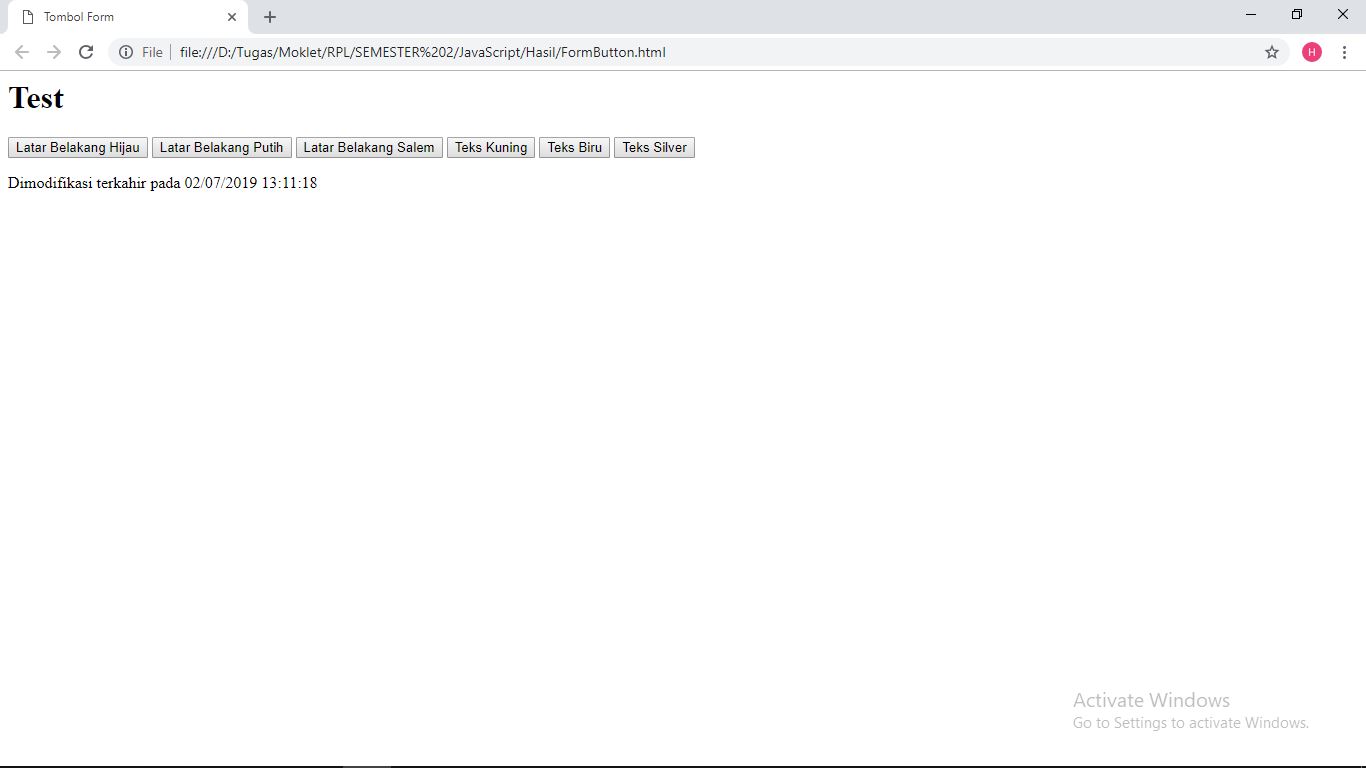 Tombol Form
File file:///D:/Tugas/Moklet/RPL/SEMESTER%202/JavaScript/Hasil/FormButton.html
H
Test
Latar Belakang Hijau Latar Belakang Putih Latar Belakang Salem Teks Kuning Teks Biru Teks Silver
Dimodifikasi terkahir pada 02/07/2019 13:11:18
Activate Windows
Go to Settings to activate Windows.